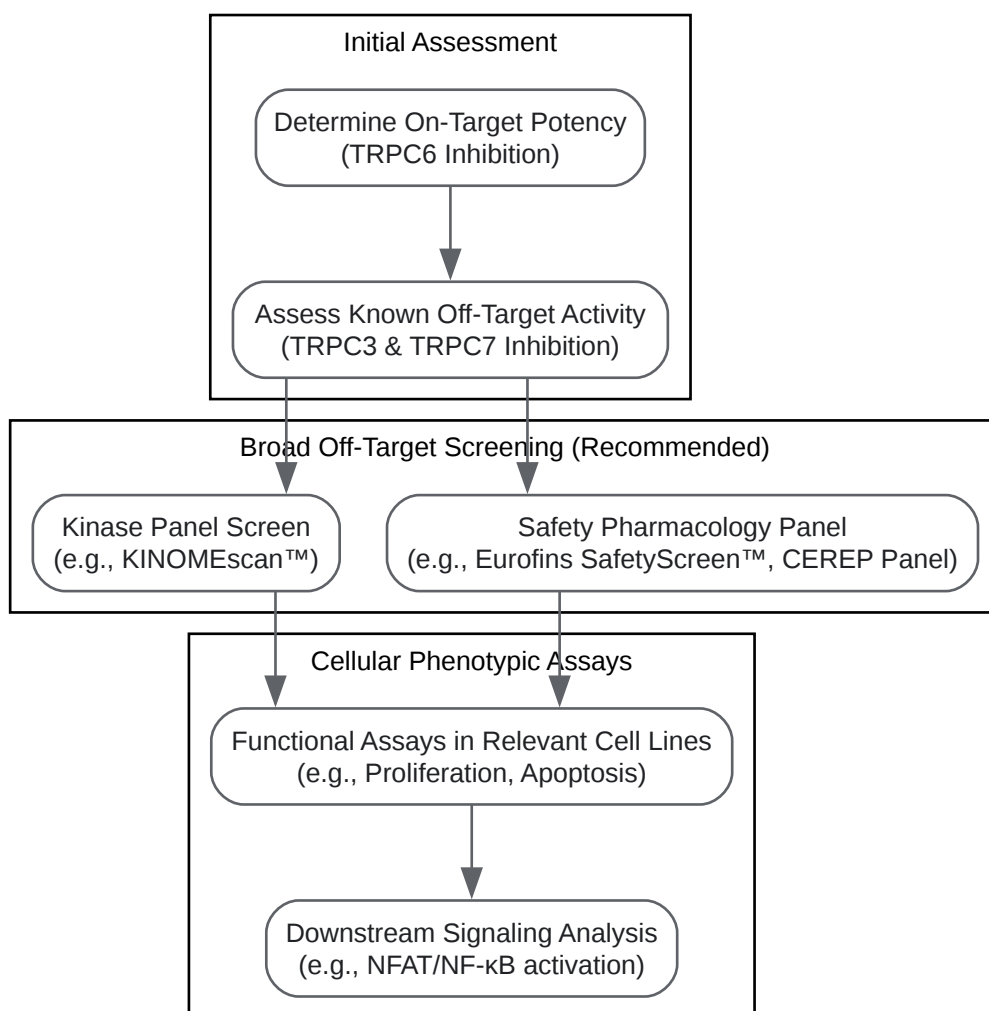 Initial Assessment
Determine On-Target Potency
(TRPC6 Inhibition)
Assess Known Off-Target Activity
(TRPC3 & TRPC7 Inhibition)
Broad Off-Target Screening (Recommended)
Kinase Panel Screen
(e.g., KINOMEscan™)
Safety Pharmacology Panel
(e.g., Eurofins SafetyScreen™, CEREP Panel)
Cellular Phenotypic Assays
Functional Assays in Relevant Cell Lines
(e.g., Proliferation, Apoptosis)
Downstream Signaling Analysis
(e.g., NFAT/NF-κB activation)